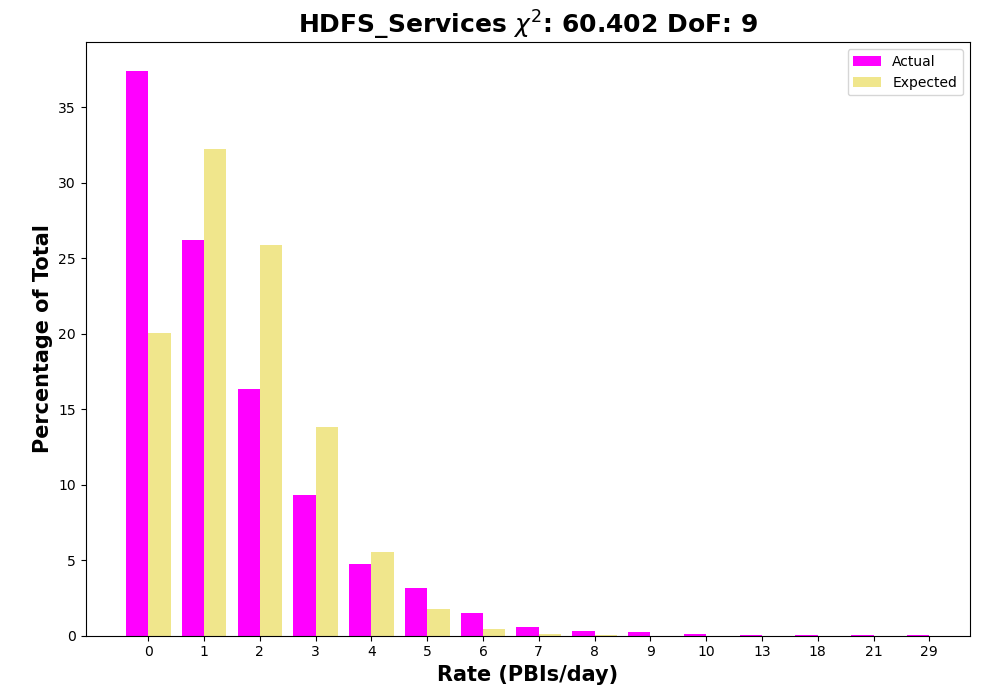 HDFS_Services χ²: 60.402 DoF: 9
Actual
Expected
Percentage of Total
35
30
25
20
15
10
5
0
0 1 2 3 4 5 6 7 8 9 10 13 18 21 29
Rate (PBIs/day)